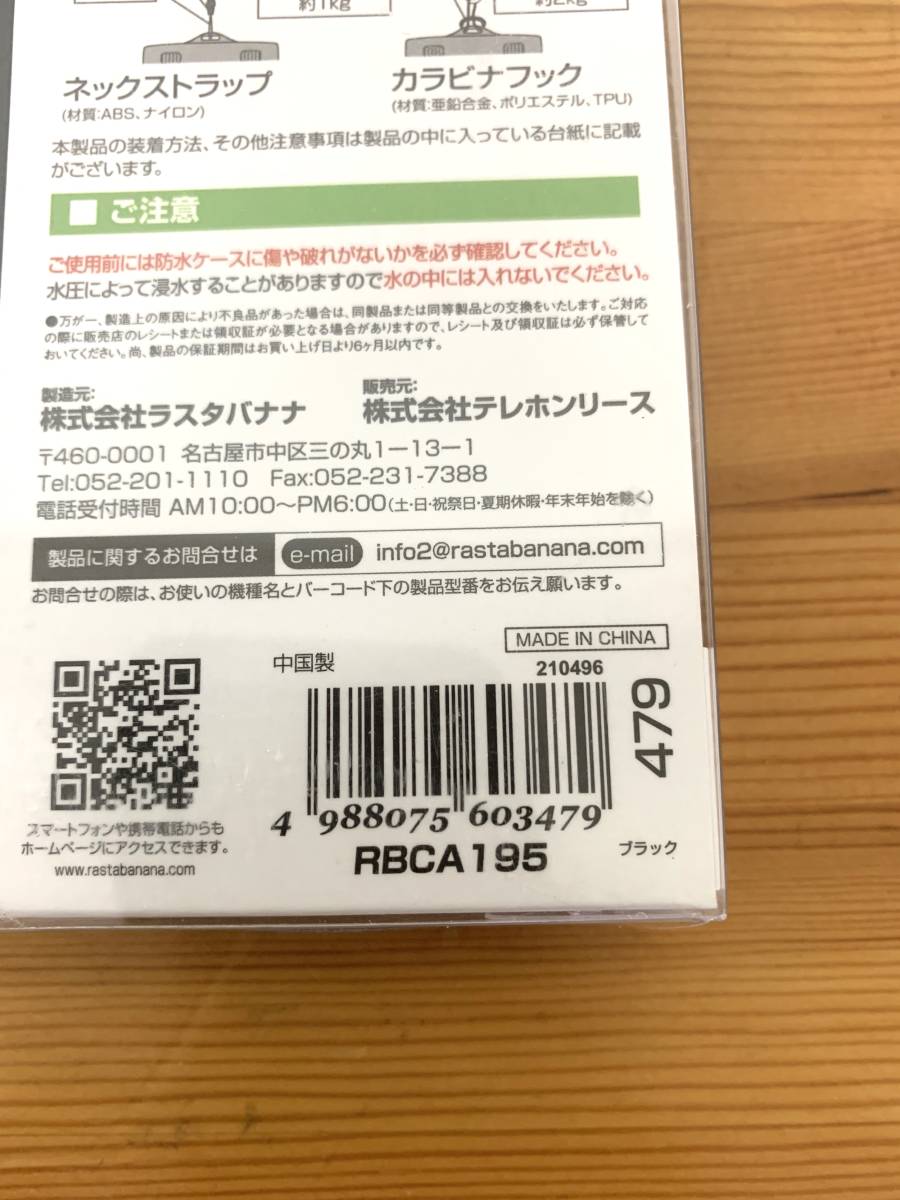 約1kg
約2kg
ネックストラップ
(材質:ABS、ナイロン)
カラビナフック
(材質:亜鉛合金、ポリエステル、TPU)
本製品の装着方法、その他注意事項は製品の中に入っている台紙に記載
がございます。
■ ご注意
ご使用前には防水ケースに傷や破れがないかを必ず確認してください。
水圧によって浸水することがありますので水の中には入れないでください。
●万が一、製造上の原因により不良品があった場合は、同製品または同等製品との交換をいたします。ご対応
の際に販売店のレシートまたは領収証が必要となる場合がありますので、レシート及び領収証は必ず保管して
おいてください。尚、製品の保証期間はお買い上げ日より6ヶ月以内です。
製造元:
株式会社ラスタバナナ
販売元:
株式会社テレホンリース
〒460-0001 名古屋市中区三の丸1-13-1
Tel:052-201-1110 Fax:052-231-7388
電話受付時間 AM10:00〜PM6:00(土・日・祝祭日・夏期休暇・年末年始を除く)
製品に関するお問合せは e-mail info2@rastabanana.com
お問合せの際は、お使いの機種名とバーコード下の製品型番をお伝え願います。
MADE IN CHINA
中国製
210496
479
4 988075 603479
RBCA195
ブラック
スマートフォンや携帯電話からも
ホームページにアクセスできます。
www.rastabanana.com